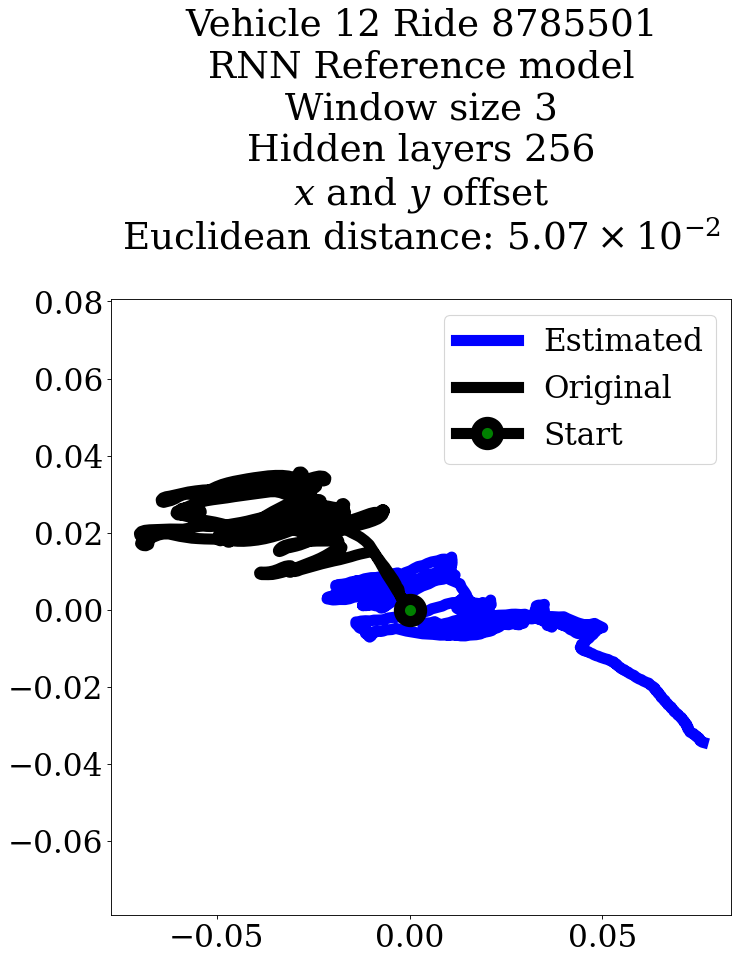 Vehicle 12 Ride 8785501
RNN Reference model
Window size 3
Hidden layers 256
x and y offset
Euclidean distance: 5.07 × 10⁻²
Estimated
Original
Start
0.08
0.06
0.04
0.02
0.00
−0.02
−0.04
−0.06
−0.05 0.00 0.05